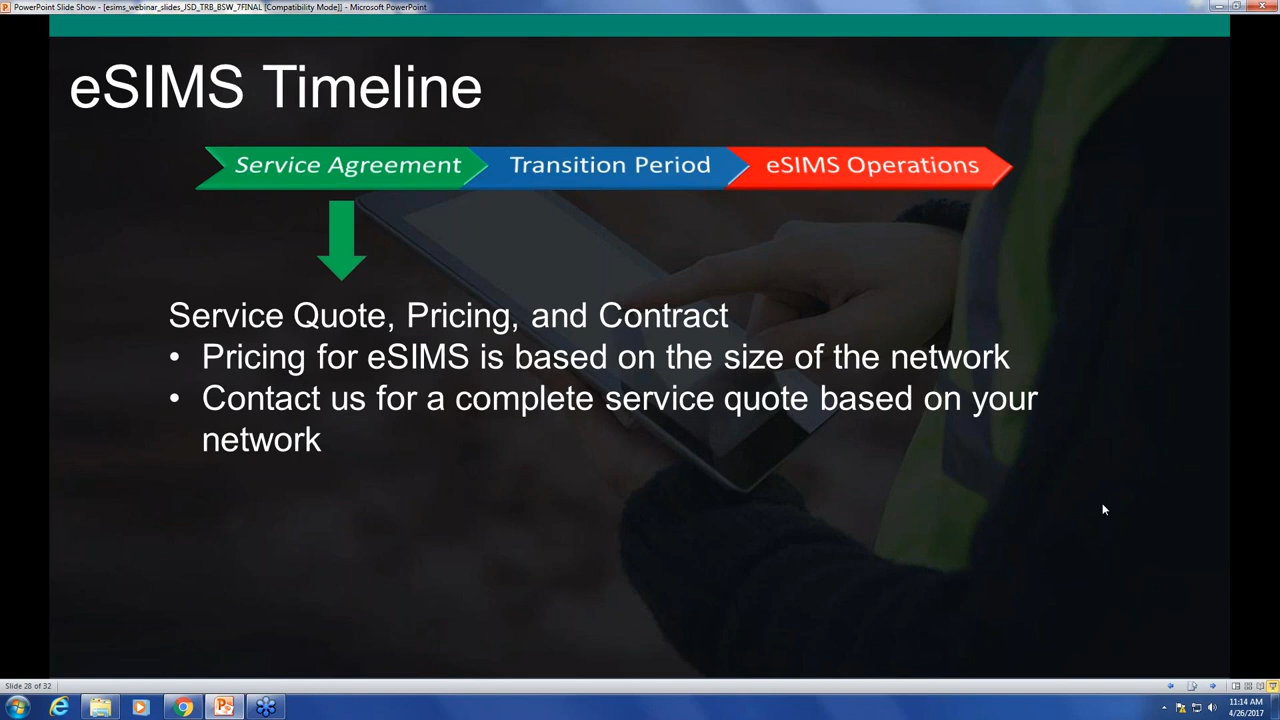 PowerPoint Slide Show - [esims_webinar_slides_JSD_TRB_BSW_7FINAL [Compatibility Mode]] - Microsoft PowerPoint
eSIMS Timeline
Service Agreement Transition Period eSIMS Operations
Service Quote, Pricing, and Contract
• Pricing for eSIMS is based on the size of the network
• Contact us for a complete service quote based on your
network
Slide 28 of 32
11:14 AM
4/26/2017